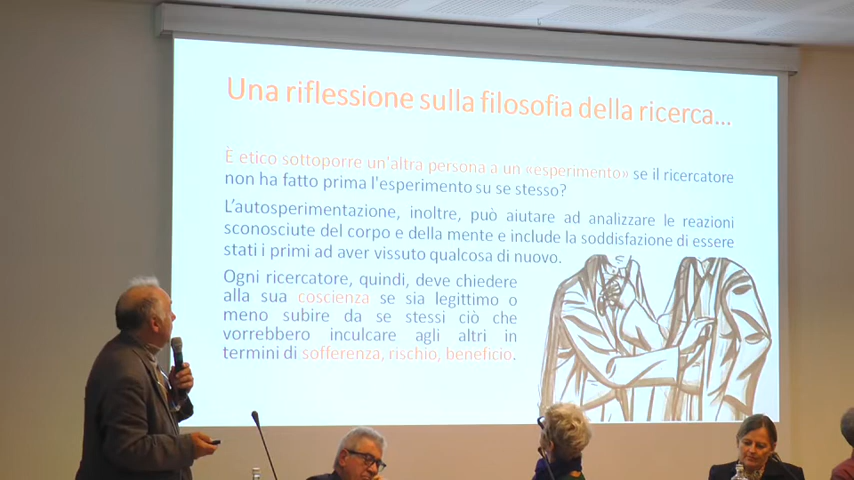 Una riflessione sulla filosofia della ricerca...
È etico sottoporre un'altra persona a un «esperimento» se il ricercatore
non ha fatto prima l'esperimento su se stesso?
L'autosperimentazione, inoltre, può aiutare ad analizzare le reazioni
sconosciute del corpo e della mente e include la soddisfazione di essere
stati i primi ad aver vissuto qualcosa di nuovo.
Ogni ricercatore, quindi, deve chiedere
alla sua coscienza se sia legittimo o
meno subire da se stessi ciò che
vorrebbero inculcare agli altri in
termini di sofferenza, rischio, beneficio.